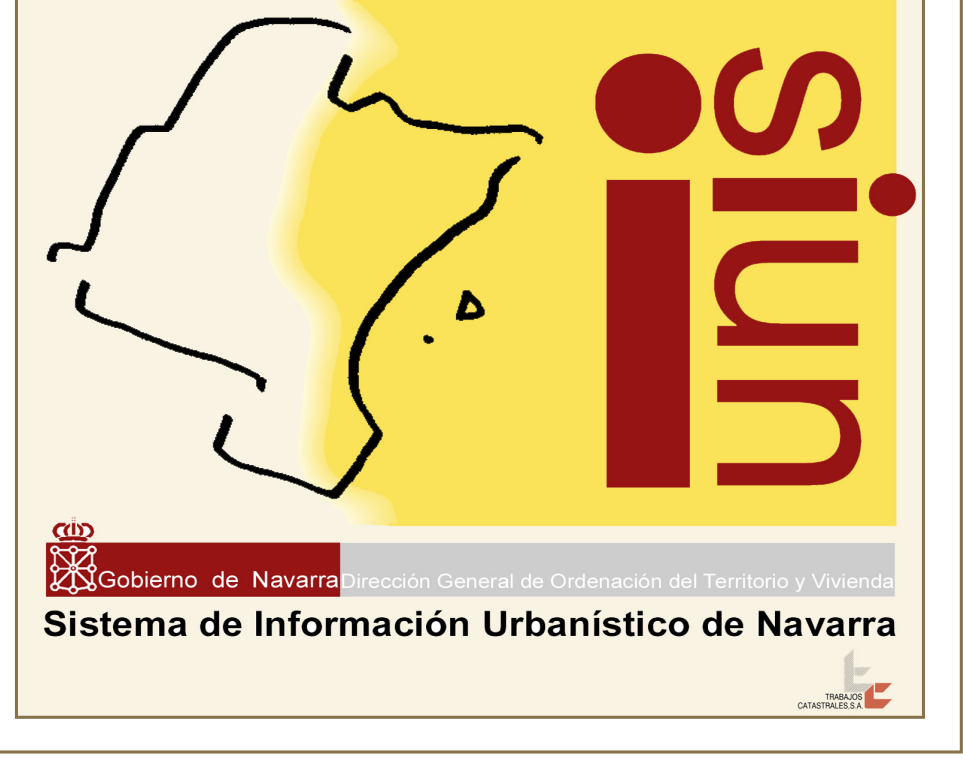 i
siun
Gobierno de Navarra Dirección General de Ordenación del Territorio y Vivienda
Sistema de Información Urbanístico de Navarra
TRABAJOS
CATASTRALES,S.A.